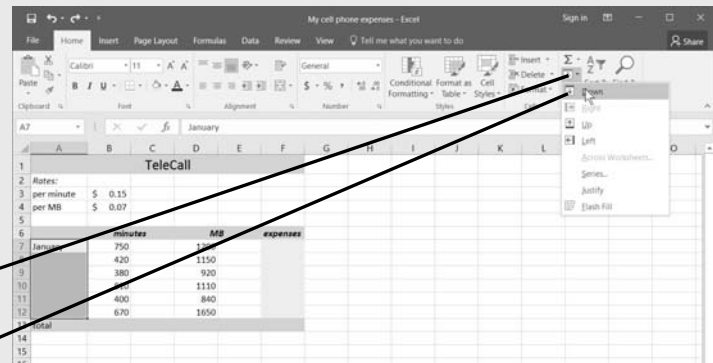 My cell phone expenses - Excel
Sign in
File Home Insert Page Layout Formulas Data Review View Tell me what you want to do
Share
Paste
Calibri 11 A A
B I U A
General
$ % ,
Conditional Formatting
Format as Table
Cell Styles
Insert
Delete
Format
Clipboard Font Alignment Number Styles
Down
Up
Left
Across Worksheets...
Series...
Justify
Flash Fill
A7 fx January
A B C D E F G H I J K L O
1 TeleCall
2 Rates:
3 per minute $ 0.15
4 per MB $ 0.07
5
6 minutes MB expenses
7 January 750
420 1150
9 380 920
10 1110
11 400 840
12 670 1650
13 Total
14
15